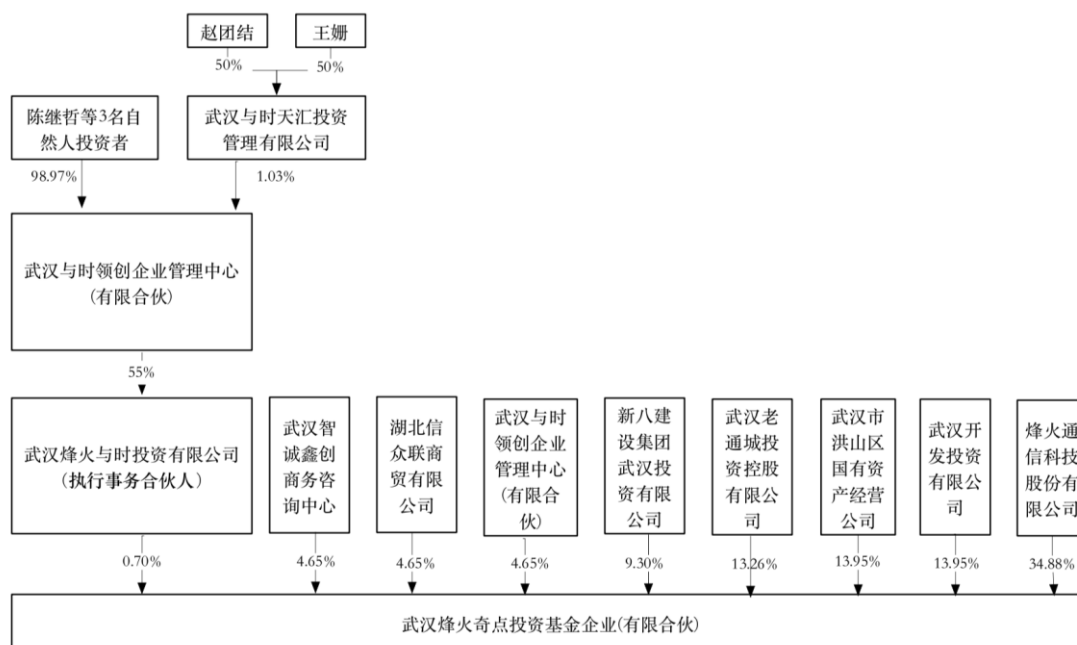 赵团结
王姗
50%
50%
陈继哲等3名自
然人投资者
武汉与时天汇投资
管理有限公司
98.97%
1.03%
武汉与时领创企业管理中心
(有限合伙)
55%
武汉烽火与时投资有限公司
（执行事务合伙人）
武汉智
诚鑫创
商务咨
询中心
湖北信
众联商
贸有限
公司
武汉与时
领创企业
管理中心
(有限合
伙)
新八建
设集团
武汉投
资有限
公司
武汉老
通城投
资控股
有限公
司
武汉市
洪山区
国有资
产经营
公司
武汉开
发投资
有限公
司
烽火通
信科技
股份有
限公司
0.70%
4.65%
4.65%
4.65%
9.30%
13.26%
13.95%
13.95%
34.88%
武汉烽火奇点投资基金企业(有限合伙)